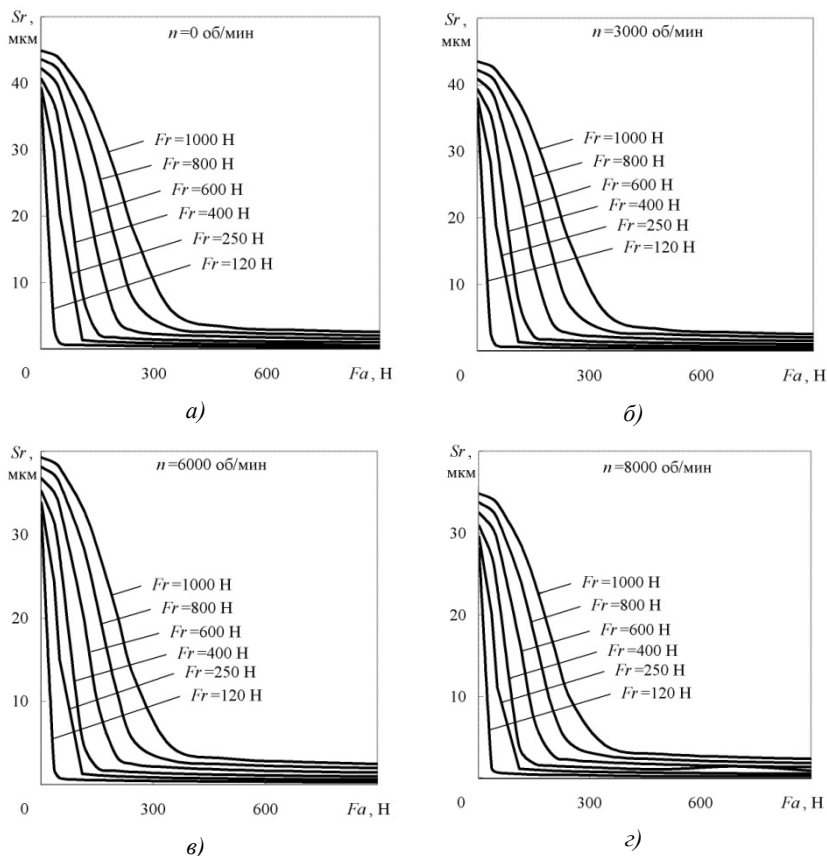 Sr ,
мкм
n=0 об/мин
40
30
20
10
Fr=1000 Н
Fr=800 Н
Fr=600 Н
Fr=400 Н
Fr=250 Н
Fr=120 Н
0
300
600
Fa , Н
а)
Sr ,
мкм
n=3000 об/мин
40
30
20
10
Fr=1000 Н
Fr=800 Н
Fr=600 Н
Fr=400 Н
Fr=250 Н
Fr=120 Н
0
300
600
Fa , Н
б)
Sr ,
мкм
n=6000 об/мин
30
20
10
Fr=1000 Н
Fr=800 Н
Fr=600 Н
Fr=400 Н
Fr=250 Н
Fr=120 Н
0
300
600
Fa , Н
в)
Sr ,
мкм
n=8000 об/мин
30
20
10
Fr=1000 Н
Fr=800 Н
Fr=600 Н
Fr=400 Н
Fr=250 Н
Fr=120 Н
0
300
600
Fa , Н
г)